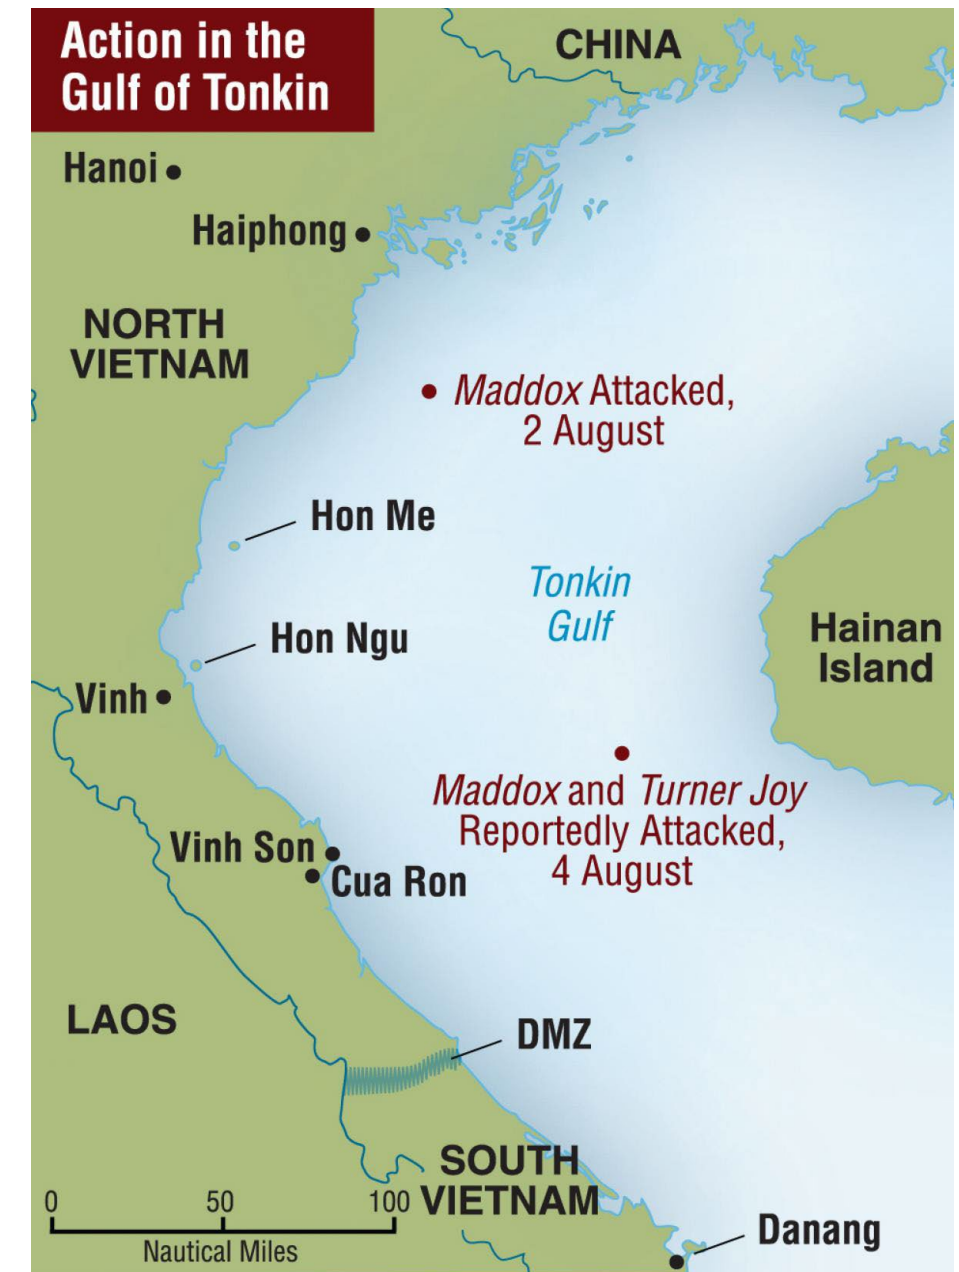 Action in the
Gulf of Tonkin
CHINA
Hanoi
Haiphong
NORTH
VIETNAM
Maddox Attacked,
2 August
Hon Me
Tonkin
Gulf
Hon Ngu
Hainan
Island
Vinh
Maddox and Turner Joy
Reportedly Attacked,
4 August
Vinh Son
Cua Ron
LAOS
DMZ
SOUTH
VIETNAM
0 50 100
Nautical Miles
Danang